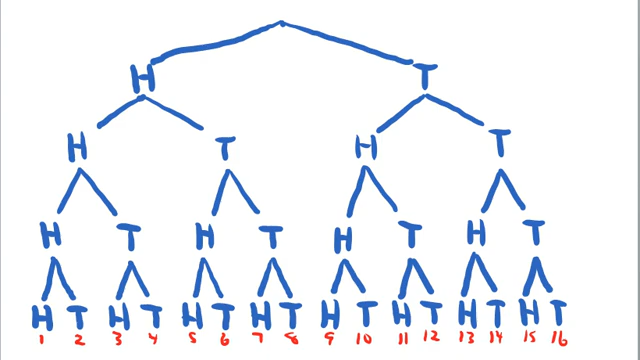 H T
H T H T
H T H T H T H T
H T H T H T H T H T H T H T H T
1 2 3 4 5 6 7 8 9 10 11 12 13 14 15 16